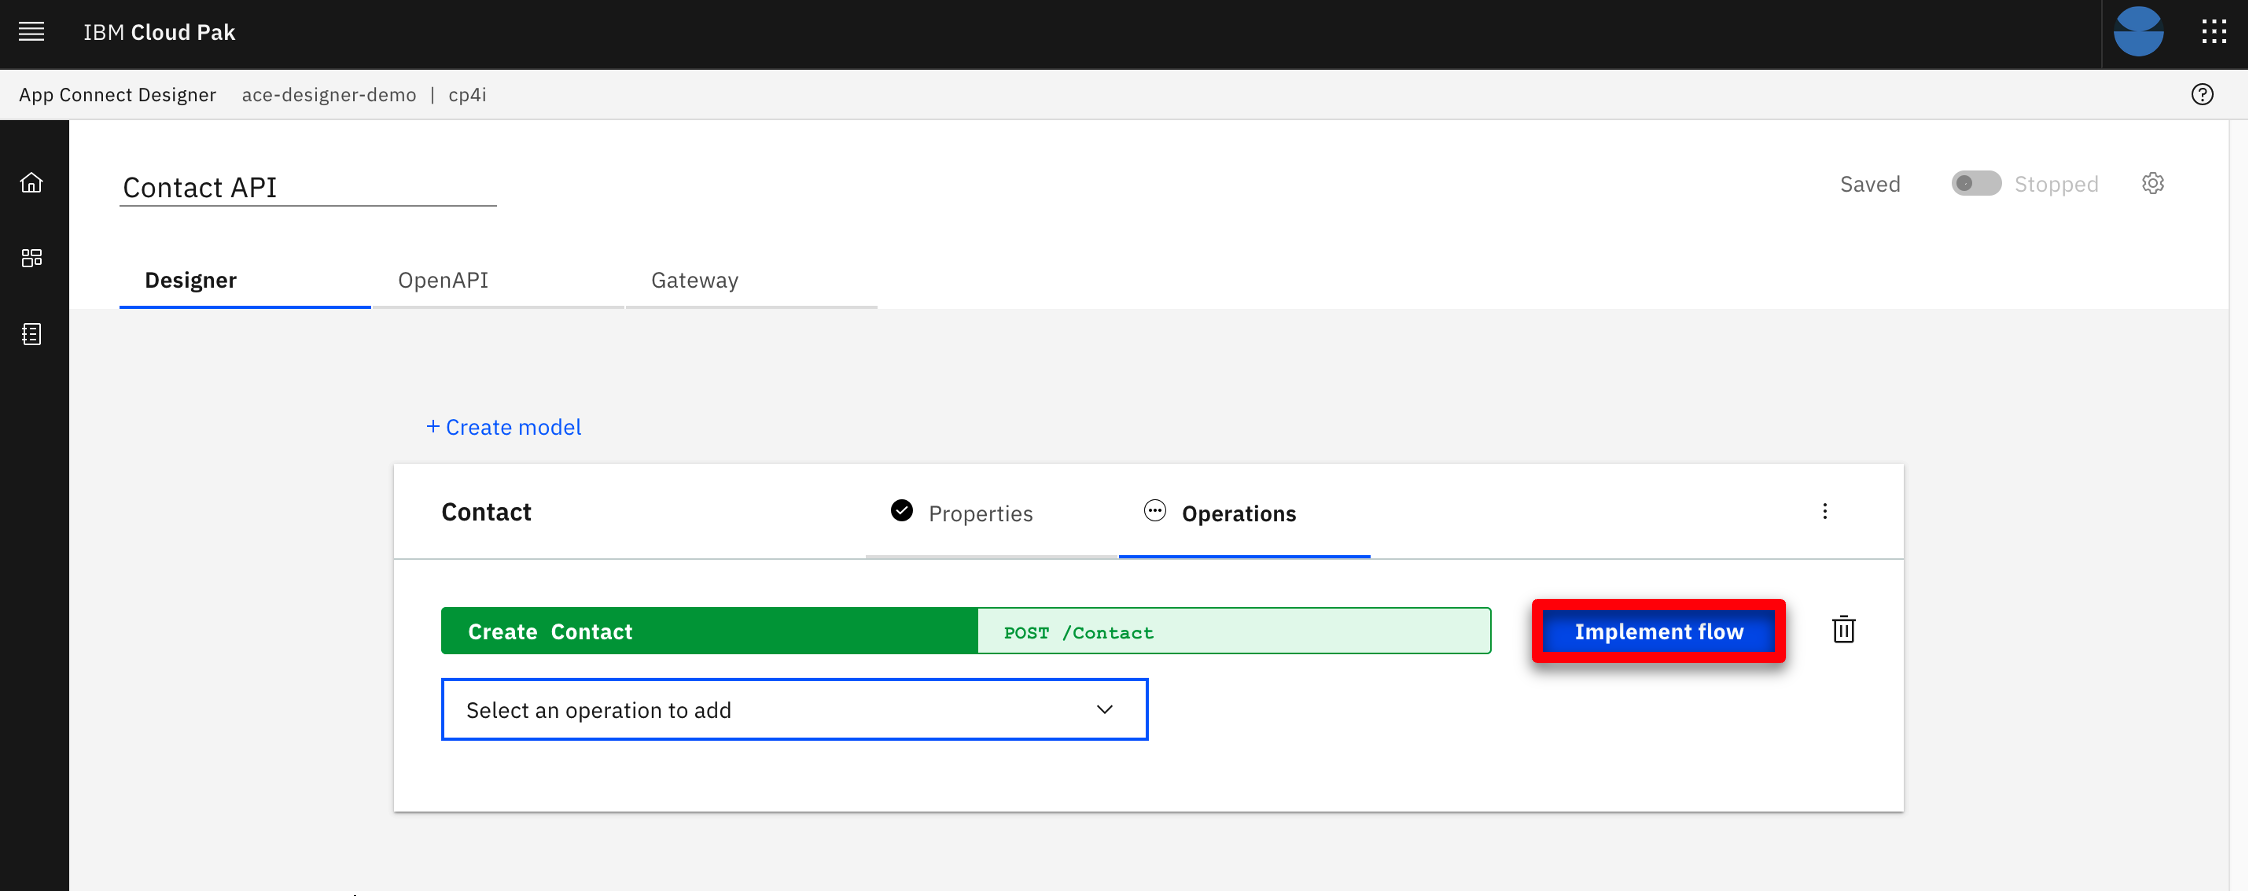 IBM Cloud Pak
App Connect Designer ace-designer-demo | cp4i
Contact API
Saved Stopped
Designer OpenAPI Gateway
+ Create model
Contact Properties Operations
Create Contact POST /Contact Implement flow
Select an operation to add